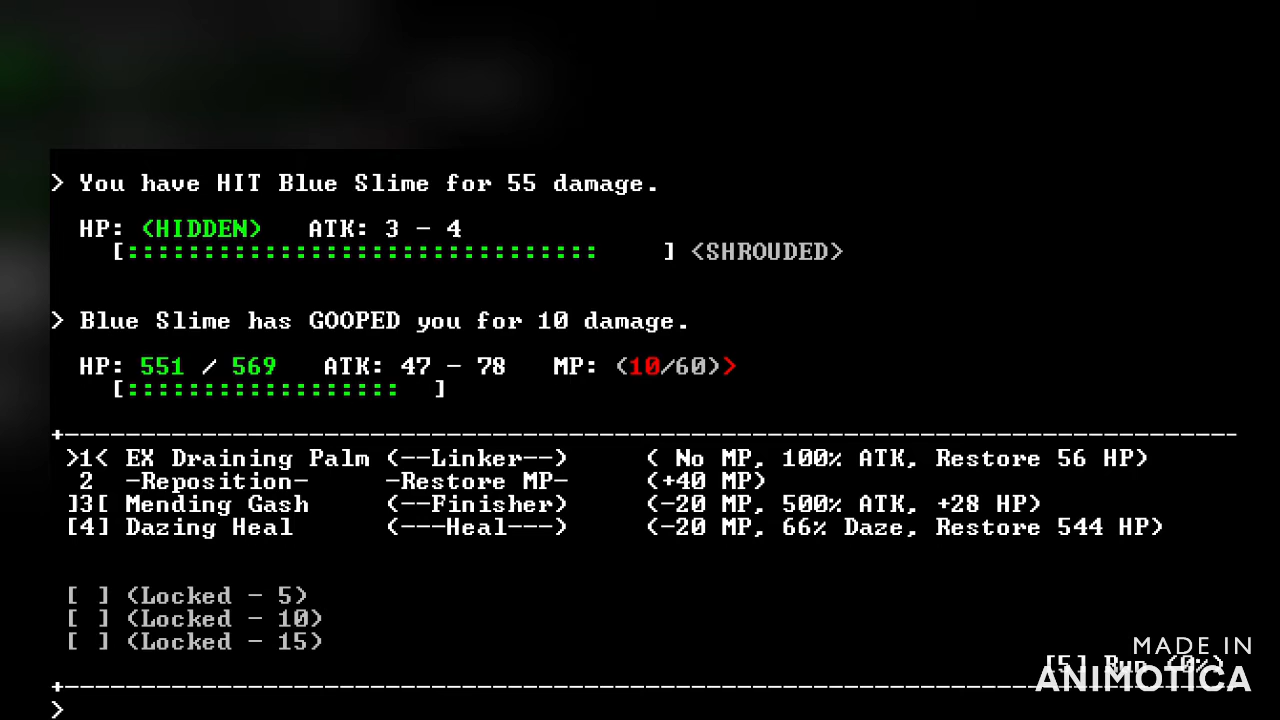 > You have HIT Blue Slime for 55 damage.
HP: <HIDDEN> ATK: 3 - 4
[:::::::::::::::::::::::::::::::] <SHROUDED>
> Blue Slime has GOOPED you for 10 damage.
HP: 551 / 569 ATK: 47 - 78 MP: (10/60)>
[::::::::::::::::::]
+------------------------------------------------------------------------------
>1< EX Draining Palm (--Linker--) ( No MP, 100% ATK, Restore 56 HP)
2 -Reposition- -Restore MP- (+40 MP)
]3[ Mending Gash (--Finisher--) (-20 MP, 500% ATK, +28 HP)
[4] Dazing Heal (---Heal---) (-20 MP, 66% Daze, Restore 544 HP)
[ ] (Locked - 5)
[ ] (Locked - 10)
[ ] (Locked - 15)
MADE IN
[5] Run (0%)
ANIMOTICA
+------------------------------------------------------------------------------
>